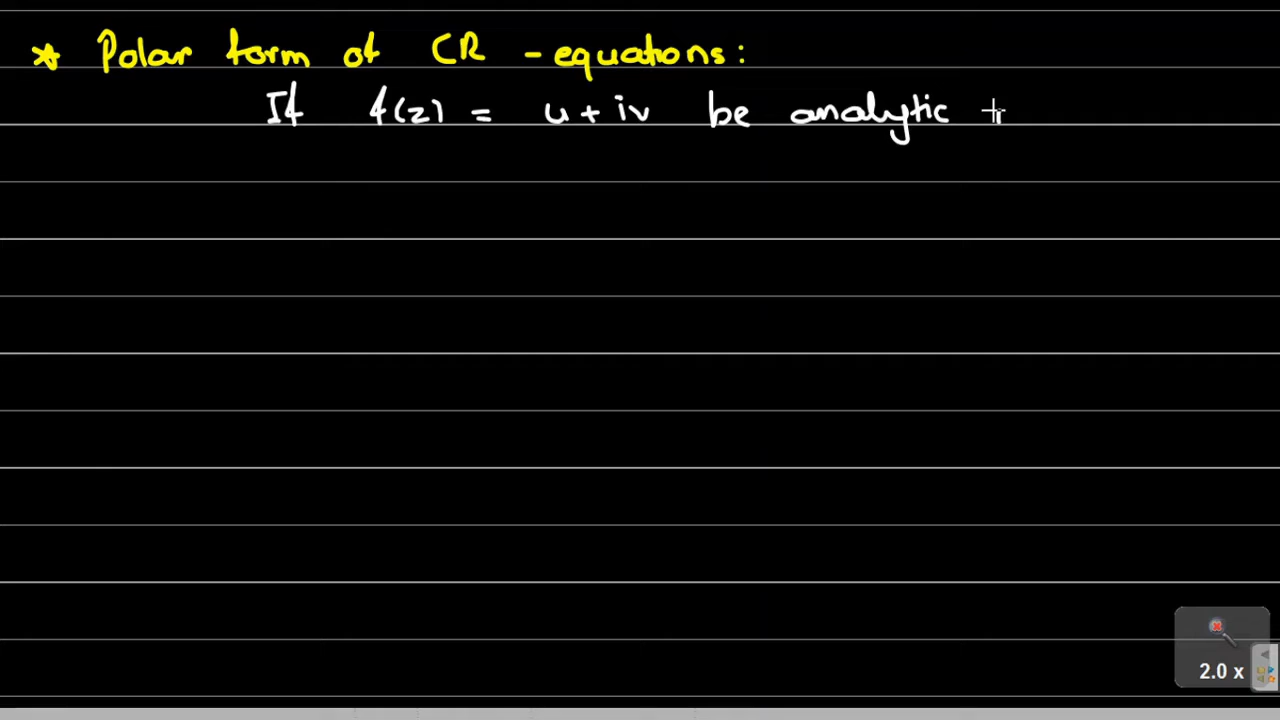 * Polar form of CR - equations:
If f(z) = u + iv be analytic
2.0 x